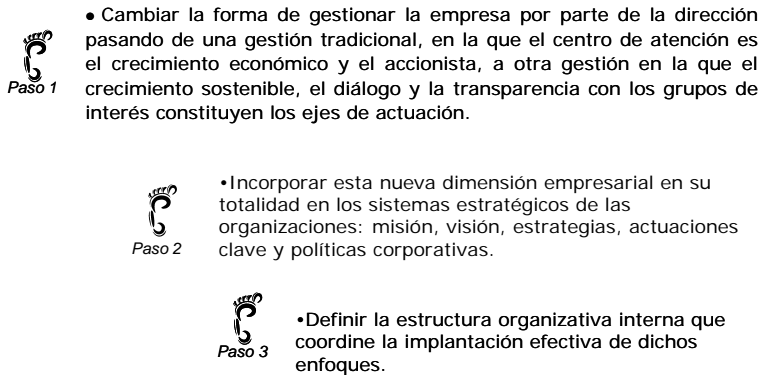 • Cambiar la forma de gestionar la empresa por parte de la dirección
pasando de una gestión tradicional, en la que el centro de atención es
el crecimiento económico y el accionista, a otra gestión en la que el
crecimiento sostenible, el diálogo y la transparencia con los grupos de
interés constituyen los ejes de actuación.
Paso 1
•Incorporar esta nueva dimensión empresarial en su
totalidad en los sistemas estratégicos de las
organizaciones: misión, visión, estrategias, actuaciones
clave y políticas corporativas.
Paso 2
•Definir la estructura organizativa interna que
coordine la implantación efectiva de dichos
enfoques.
Paso 3